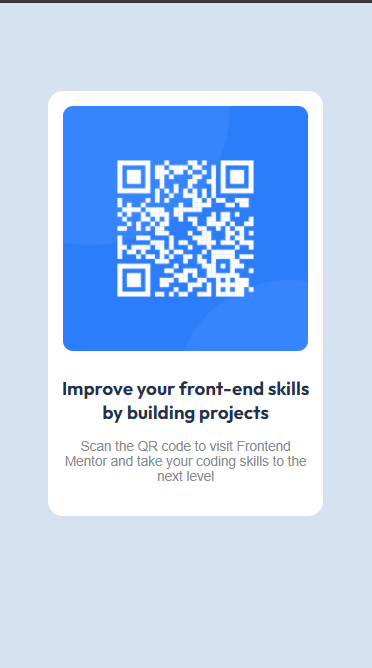 Improve your front-end skills
by building projects
Scan the QR code to visit Frontend
Mentor and take your coding skills to the
next level